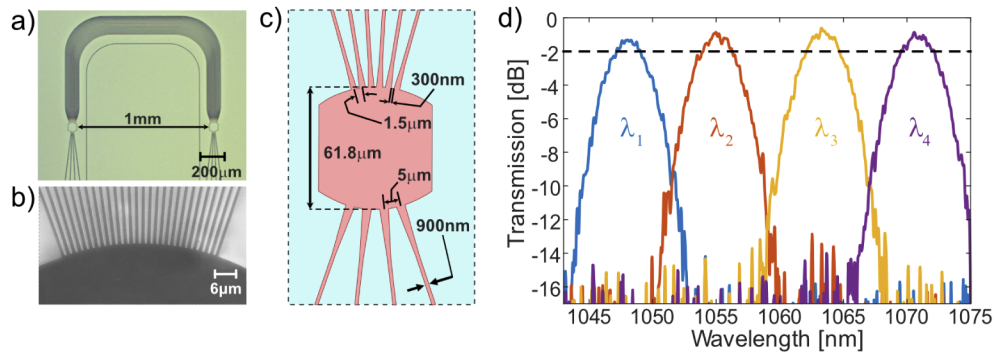 a)
1mm
200μm
b)
6μm
c)
300nm
1.5μm
61.8μm
5μm
900nm
d)
Transmission [dB]
0
-2
-4
-6
-8
-10
-12
-14
-16
λ1
λ2
λ3
λ4
1045 1050 1055 1060 1065 1070 1075
Wavelength [nm]